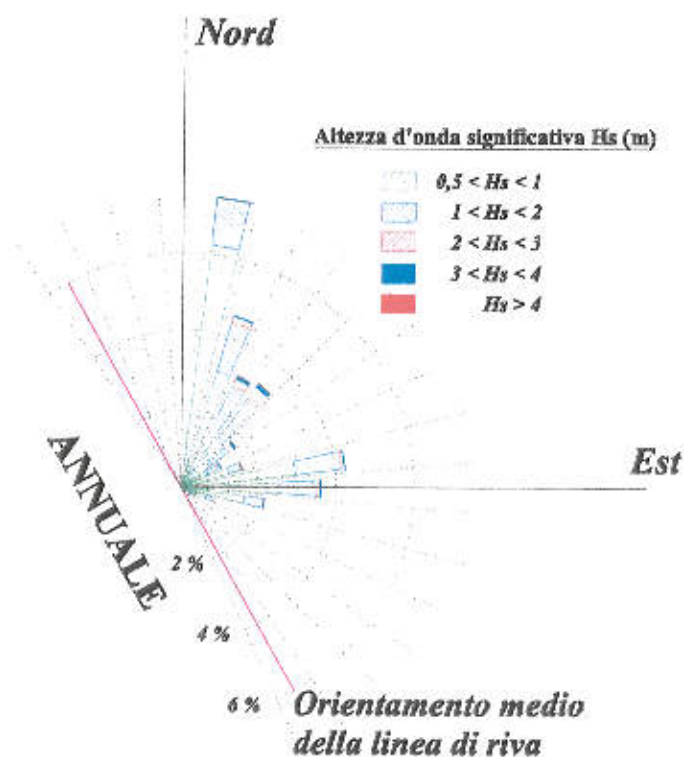 Nord
Altezza d'onda significativa Hs (m)
0,5 < Hs < 1
1 < Hs < 2
2 < Hs < 3
3 < Hs < 4
Hs > 4
Est
ANNUALE
2 %
4 %
6 %
Orientamento medio
della linea di riva